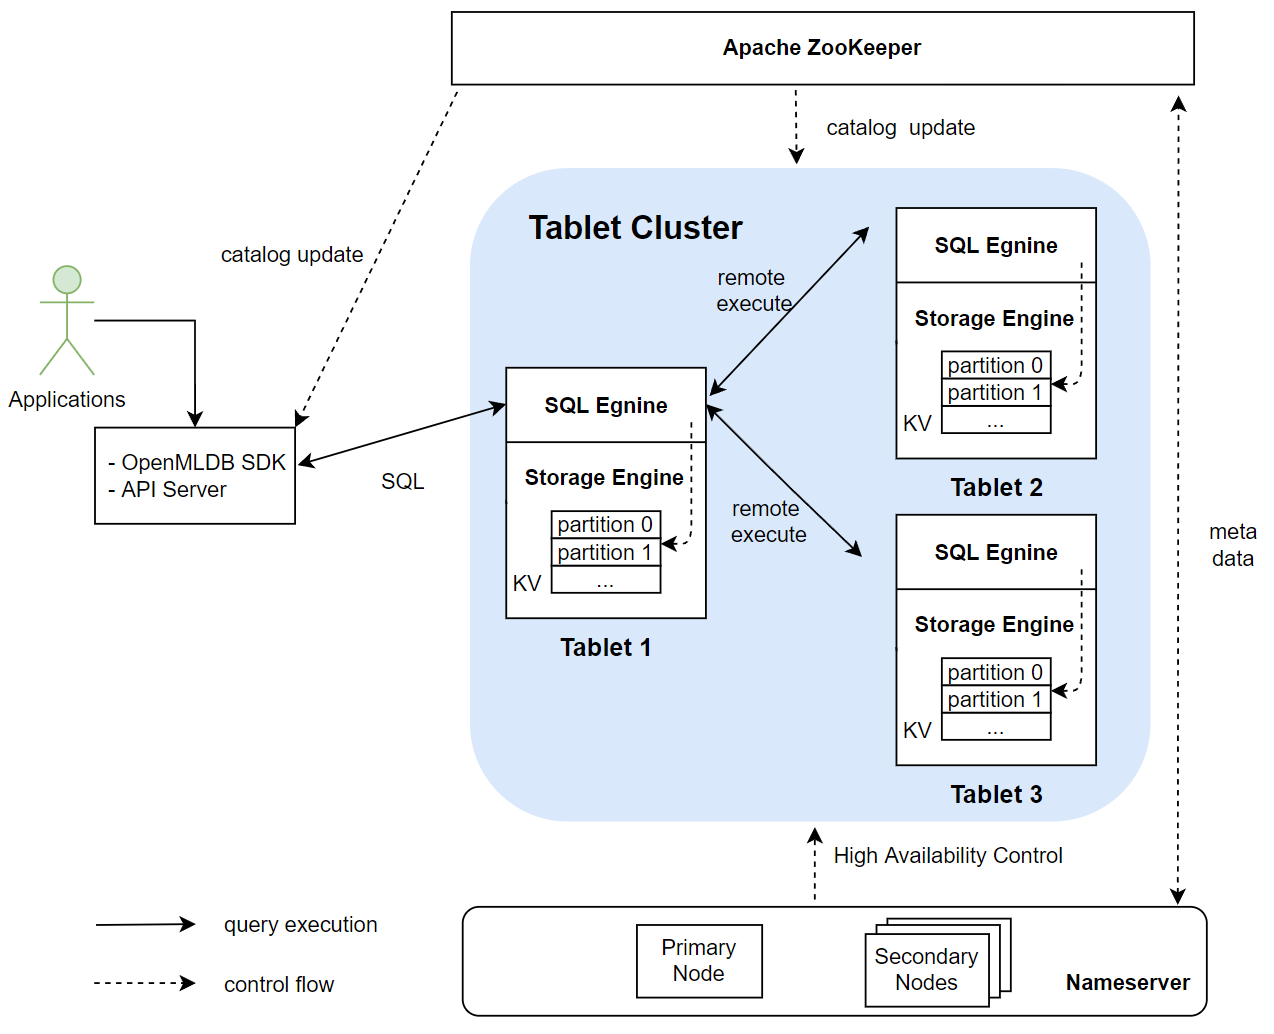 Apache ZooKeeper
catalog update
catalog update
Tablet Cluster
Applications
- OpenMLDB SDK
- API Server
SQL
remote
execute
remote
execute
SQL Egnine
Storage Engine
partition 0
partition 1
...
KV
Tablet 1
SQL Egnine
Storage Engine
partition 0
partition 1
...
KV
Tablet 2
SQL Egnine
Storage Engine
partition 0
partition 1
...
KV
Tablet 3
meta
data
High Availability Control
query execution
control flow
Primary
Node
Secondary
Nodes
Nameserver